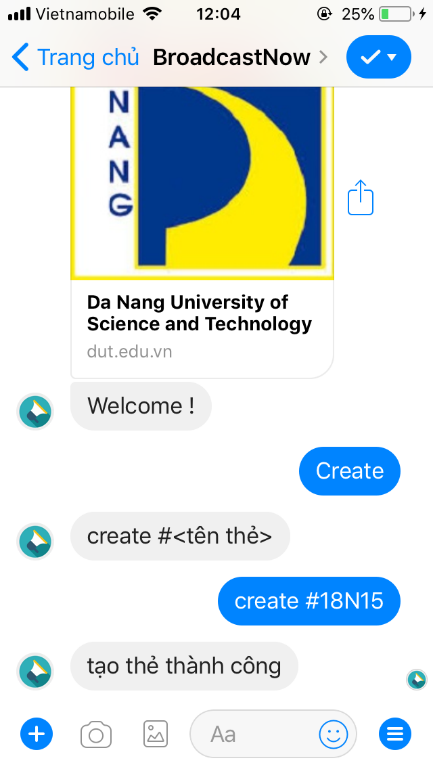 Vietnamobile 12:04 25%
Trang chủ BroadcastNow
N
A
N
G
Da Nang University of
Science and Technology
dut.edu.vn
Welcome !
Create
create #<tên thẻ>
create #18N15
tạo thẻ thành công
Aa